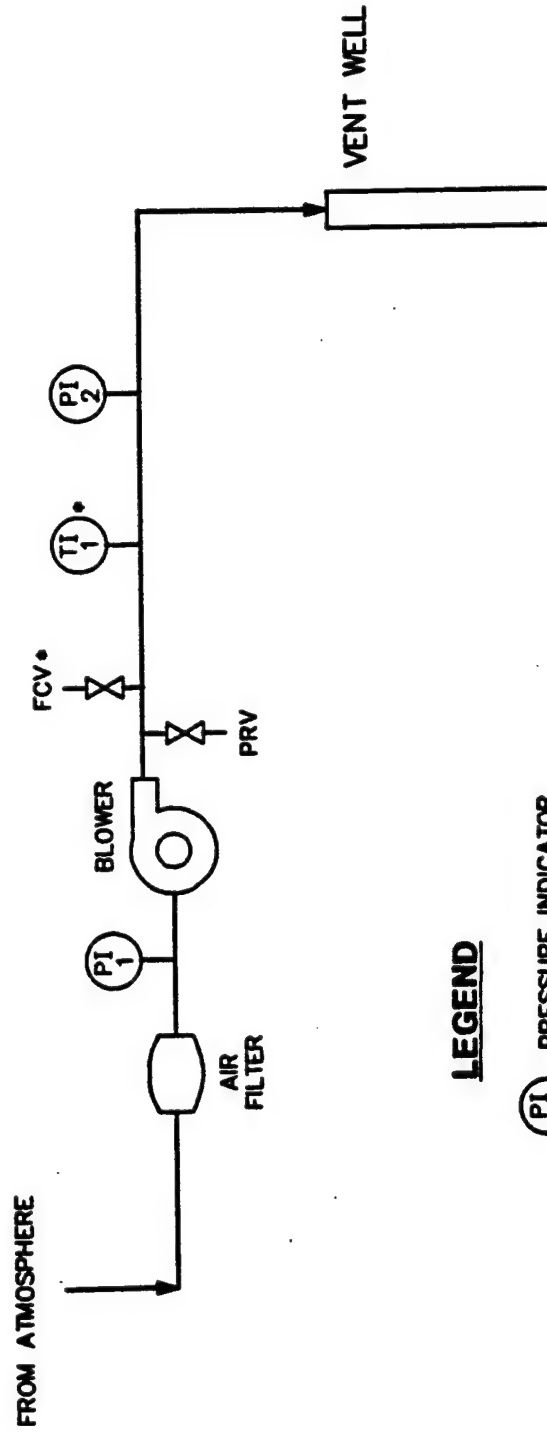 FROM ATMOSPHERE
AIR
FILTER
PI
1
BLOWER
PRV
FCV*
TI
1
*
PI
2
VENT WELL
LEGEND
PI
PRESSURE INDICATOR